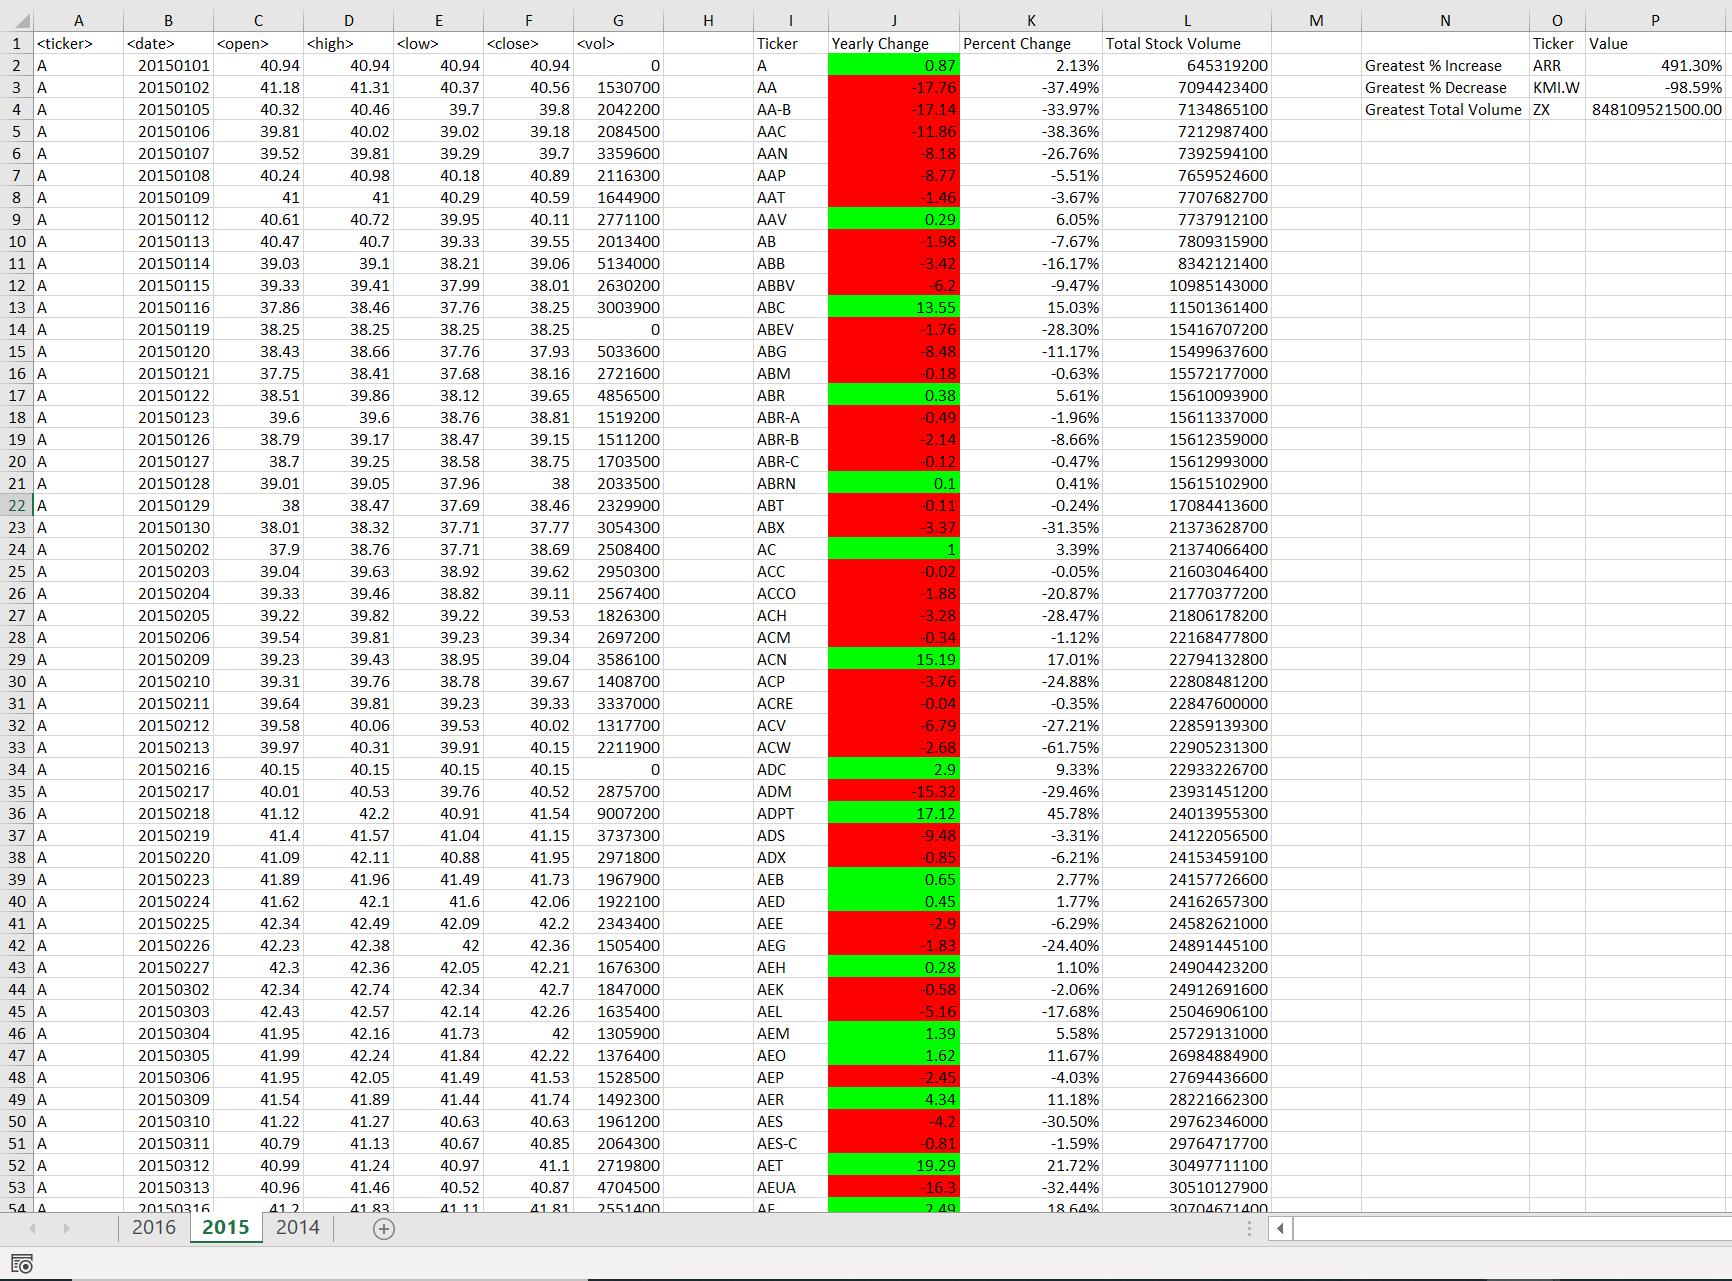 A B C D E F G H I J K L M N O P
1 <ticker> <date> <open> <high> <low> <close> <vol> Ticker Yearly Change Percent Change Total Stock Volume Ticker Value
2 A 20150101 40.94 40.94 40.94 40.94 0 A 0.87 2.13% 645319200 Greatest % Increase ARR 491.30%
3 A 20150102 41.18 41.31 40.37 40.56 1530700 AA -17.76 -37.49% 7094423400 Greatest % Decrease KMI.W -98.59%
4 A 20150105 40.32 40.46 39.7 39.8 2042200 AA-B -17.14 -33.97% 7134865100 Greatest Total Volume ZX 848109521500.00
5 A 20150106 39.81 40.02 39.02 39.18 2084500 AAC -11.86 -38.36% 7212987400
6 A 20150107 39.52 39.81 39.29 39.7 3359600 AAN -8.18 -26.76% 7392594100
7 A 20150108 40.24 40.98 40.18 40.89 2116300 AAP -8.77 -5.51% 7659524600
8 A 20150109 41 41 40.29 40.59 1644900 AAT -1.46 -3.67% 7707682700
9 A 20150112 40.61 40.72 39.95 40.11 2771100 AAV 0.29 6.05% 7737912100
10 A 20150113 40.47 40.7 39.33 39.55 2013400 AB -1.98 -7.67% 7809315900
11 A 20150114 39.03 39.1 38.21 39.06 5134000 ABB -3.42 -16.17% 8342121400
12 A 20150115 39.33 39.41 37.99 38.01 2630200 ABBV -6.2 -9.47% 10985143000
13 A 20150116 37.86 38.46 37.76 38.25 3003900 ABC 13.55 15.03% 11501361400
14 A 20150119 38.25 38.25 38.25 38.25 0 ABEV -1.76 -28.30% 15416707200
15 A 20150120 38.43 38.66 37.76 37.93 5033600 ABG -8.48 -11.17% 15499637600
16 A 20150121 37.75 38.41 37.68 38.16 2721600 ABM -0.18 -0.63% 15572177000
17 A 20150122 38.51 39.86 38.12 39.65 4856500 ABR 0.38 5.61% 15610093900
18 A 20150123 39.6 39.6 38.76 38.81 1519200 ABR-A -0.49 -1.96% 15611337000
19 A 20150126 38.79 39.17 38.47 39.15 1511200 ABR-B -2.14 -8.66% 15612359000
20 A 20150127 38.7 39.25 38.58 38.75 1703500 ABR-C -0.12 -0.47% 15612993000
21 A 20150128 39.01 39.05 37.96 38 2033500 ABRN 0.1 0.41% 15615102900
22 A 20150129 38 38.47 37.69 38.46 2329900 ABT -0.11 -0.24% 17084413600
23 A 20150130 38.01 38.32 37.71 37.77 3054300 ABX -3.37 -31.35% 21373628700
24 A 20150202 37.9 38.76 37.71 38.69 2508400 AC 1 3.39% 21374066400
25 A 20150203 39.04 39.63 38.92 39.62 2950300 ACC -0.02 -0.05% 21603046400
26 A 20150204 39.33 39.46 38.82 39.11 2567400 ACCO -1.88 -20.87% 21770377200
27 A 20150205 39.22 39.82 39.22 39.53 1826300 ACH -3.28 -28.47% 21806178200
28 A 20150206 39.54 39.81 39.23 39.34 2697200 ACM -0.34 -1.12% 22168477800
29 A 20150209 39.23 39.43 38.95 39.04 3586100 ACN 15.19 17.01% 22794132800
30 A 20150210 39.31 39.76 38.78 39.67 1408700 ACP -3.76 -24.88% 22808481200
31 A 20150211 39.64 39.81 39.23 39.33 3337000 ACRE -0.04 -0.35% 22847600000
32 A 20150212 39.58 40.06 39.53 40.02 1317700 ACV -6.79 -27.21% 22859139300
33 A 20150213 39.97 40.31 39.91 40.15 2211900 ACW -2.68 -61.75% 22905231300
34 A 20150216 40.15 40.15 40.15 40.15 0 ADC 2.9 9.33% 22933226700
35 A 20150217 40.01 40.53 39.76 40.52 2875700 ADM -15.32 -29.46% 23931451200
36 A 20150218 41.12 42.2 40.91 41.54 9007200 ADPT 17.12 45.78% 24013955300
37 A 20150219 41.4 41.57 41.04 41.15 3737300 ADS -9.48 -3.31% 24122056500
38 A 20150220 41.09 42.11 40.88 41.95 2971800 ADX -0.85 -6.21% 24153459100
39 A 20150223 41.89 41.96 41.49 41.73 1967900 AEB 0.65 2.77% 24157726600
40 A 20150224 41.62 42.1 41.6 42.06 1922100 AED 0.45 1.77% 24162657300
41 A 20150225 42.34 42.49 42.09 42.2 2343400 AEE -2.9 -6.29% 24582621000
42 A 20150226 42.23 42.38 42 42.36 1505400 AEG -1.83 -24.40% 24891445100
43 A 20150227 42.3 42.36 42.05 42.21 1676300 AEH 0.28 1.10% 24904423200
44 A 20150302 42.34 42.74 42.34 42.7 1847000 AEK -0.58 -2.06% 24912691600
45 A 20150303 42.43 42.57 42.14 42.26 1635400 AEL -5.16 -17.68% 25046906100
46 A 20150304 41.95 42.16 41.73 42 1305900 AEM 1.39 5.58% 25729131000
47 A 20150305 41.99 42.24 41.84 42.22 1376400 AEO 1.62 11.67% 26984884900
48 A 20150306 41.95 42.05 41.49 41.53 1528500 AEP -2.45 -4.03% 27694436600
49 A 20150309 41.54 41.89 41.44 41.74 1492300 AER 4.34 11.18% 28221662300
50 A 20150310 41.22 41.27 40.63 40.63 1961200 AES -4.2 -30.50% 29762346000
51 A 20150311 40.79 41.13 40.67 40.85 2064300 AES-C -0.81 -1.59% 29764717700
52 A 20150312 40.99 41.24 40.97 41.1 2719800 AET 19.29 21.72% 30497711100
53 A 20150313 40.96 41.46 40.52 40.87 4704500 AEUA -16.3 -32.44% 30510127900
54 A 20150316 41.2 41.83 41.11 41.81 2551400 AF 2.49 18.64% 30704671400
2016 2015 2014